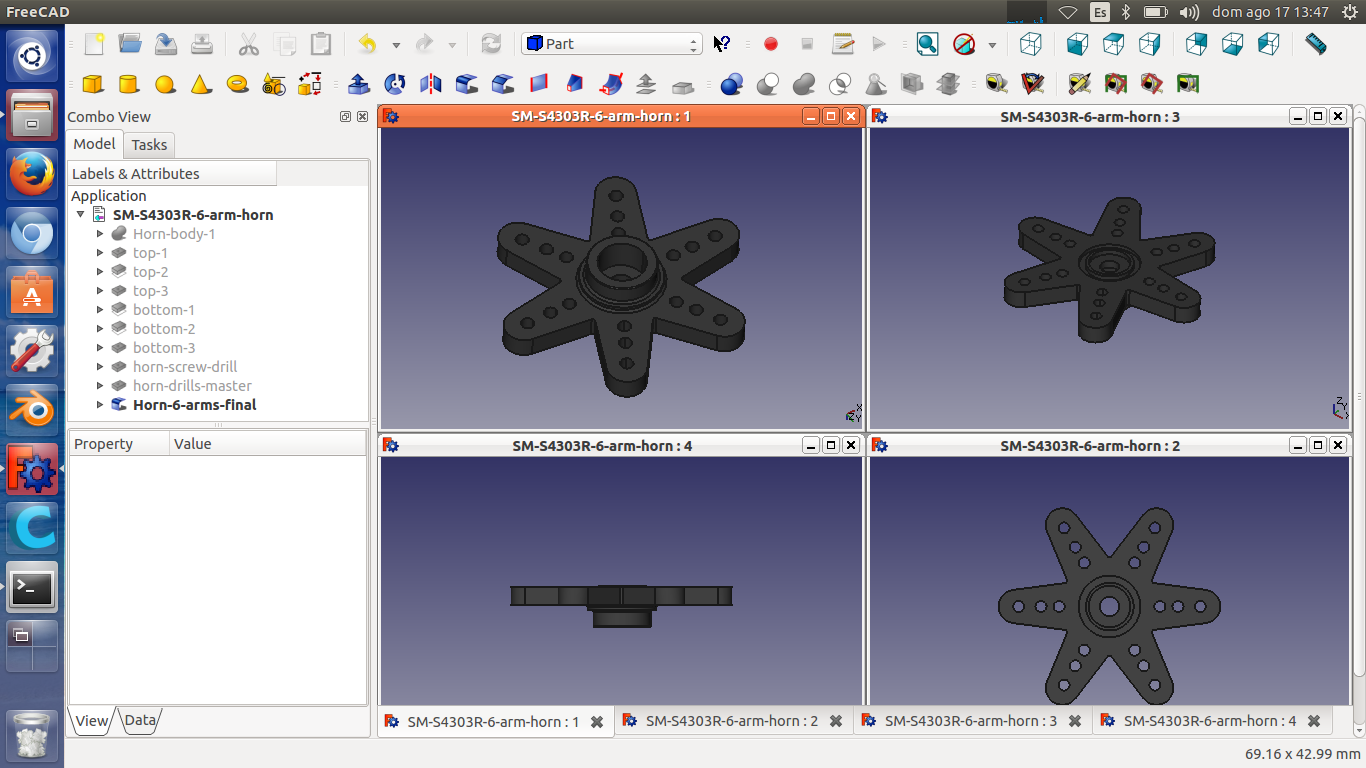 FreeCAD
Es
dom ago 17 13:47
Part
Combo View
Model
Tasks
Labels & Attributes
Application
SM-S4303R-6-arm-horn
Horn-body-1
top-1
top-2
top-3
bottom-1
bottom-2
bottom-3
horn-screw-drill
horn-drills-master
Horn-6-arms-final
Property
Value
View
Data
SM-S4303R-6-arm-horn : 1
SM-S4303R-6-arm-horn : 3
SM-S4303R-6-arm-horn : 4
SM-S4303R-6-arm-horn : 2
SM-S4303R-6-arm-horn : 1
SM-S4303R-6-arm-horn : 2
SM-S4303R-6-arm-horn : 3
SM-S4303R-6-arm-horn : 4
69.16 x 42.99 mm